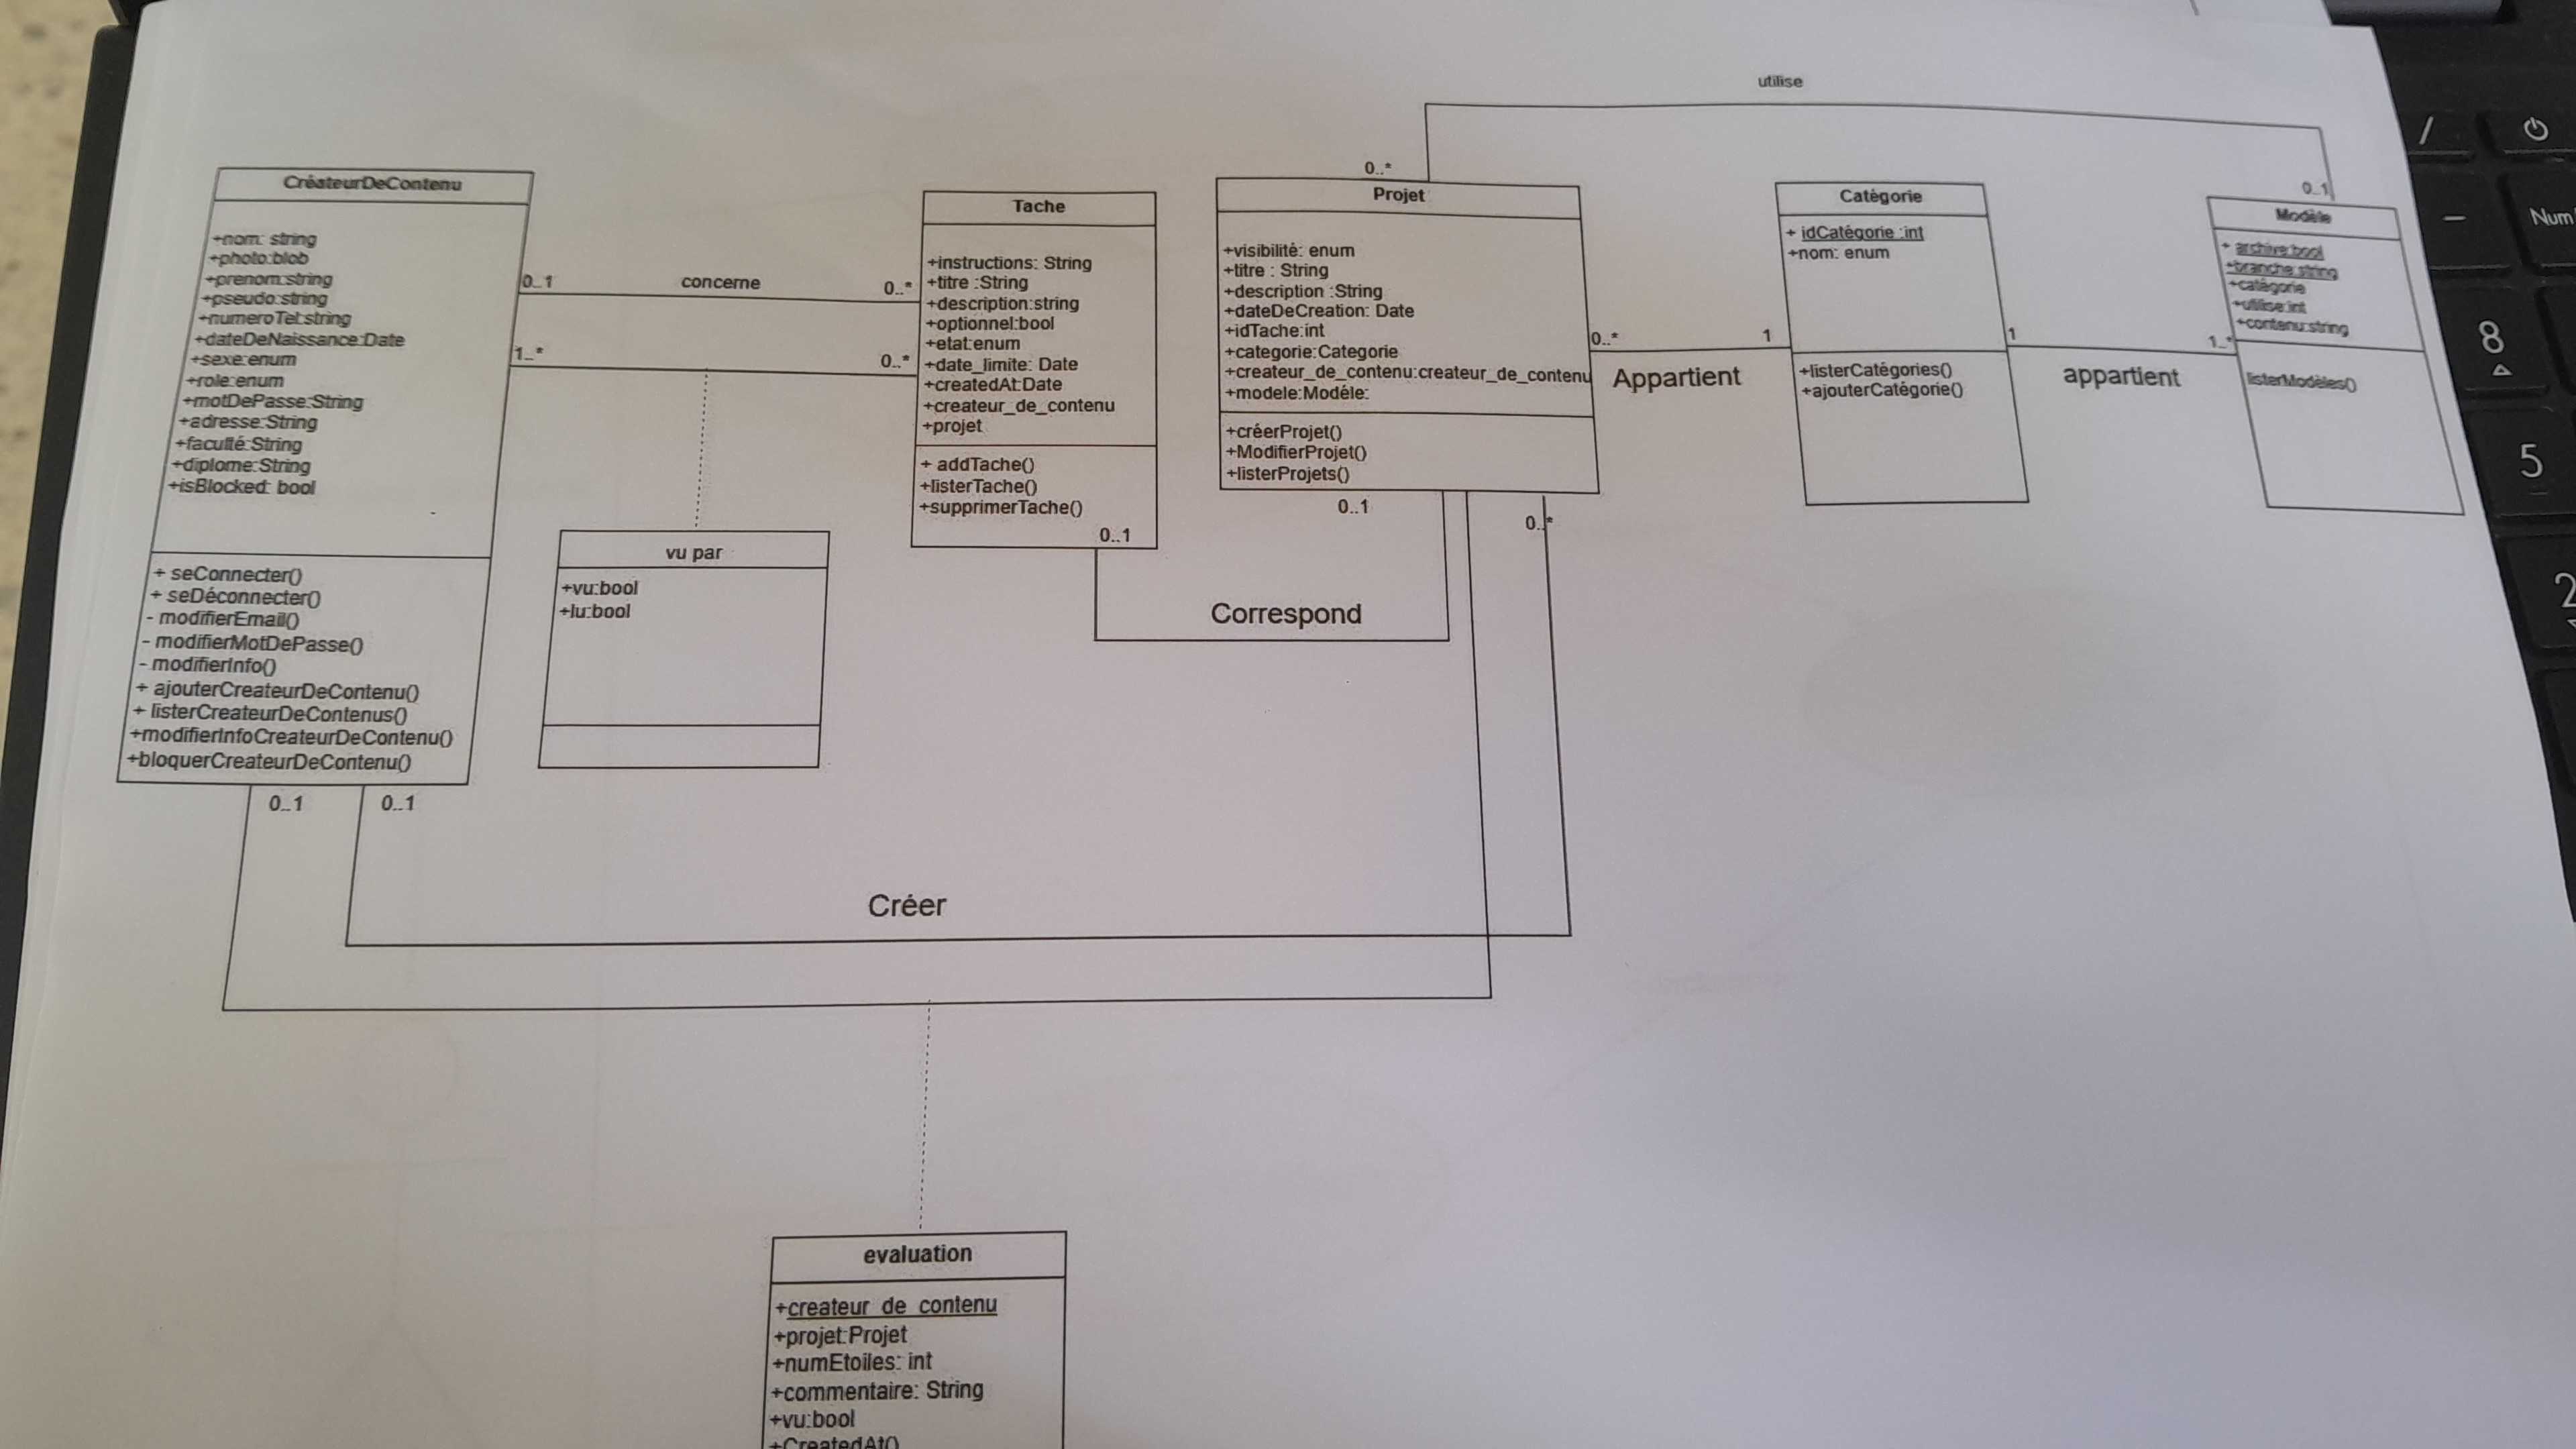 utilise
CréateurDeContenu
+nom: string
+photo:blob
+prenom:string
+pseudo:string
+numeroTel:string
+dateDeNaissance:Date
+sexe:enum
+role:enum
+motDePasse:String
+adresse:String
+faculté:String
+diplome:String
+isBlocked: bool
+ seConnecter()
+ seDéconnecter()
- modifierEmail()
- modifierMotDePasse()
- modifierInfo()
+ ajouterCreateurDeContenu()
+ listerCreateurDeContenus()
+modifierInfoCreateurDeContenu()
+bloquerCreateurDeContenu()
0..1
0..1
0..1
concerne
0..*
1..*
0..*
vu par
+vu:bool
+lu:bool
Tache
+instructions: String
+titre :String
+description:string
+optionnel:bool
+etat:enum
+date_limite: Date
+createdAt:Date
+createur_de_contenu
+projet
+ addTache()
+listerTache()
+supprimerTache()
0..1
Correspond
0..1
0..*
Projet
+visibilité: enum
+titre : String
+description :String
+dateDeCreation: Date
+idTache:int
+categorie:Categorie
+createur_de_contenu:createur_de_contenu
+modele:Modéle:
+créerProjet()
+ModifierProjet()
+listerProjets()
0..*
0..*
Appartient
1
Catégorie
+ idCatégorie :int
+nom: enum
+listerCatégories()
+ajouterCatégorie()
1
appartient
1..*
0..1
Modèle
+ archive:bool
+branche:string
+catégorie
+utilise:int
+contenu:string
listerModèles()
Créer
evaluation
+createur_de_contenu
+projet:Projet
+numEtoiles: int
+commentaire: String
+vu:bool
+CreatedAt()
/
−
8
5
2
Num